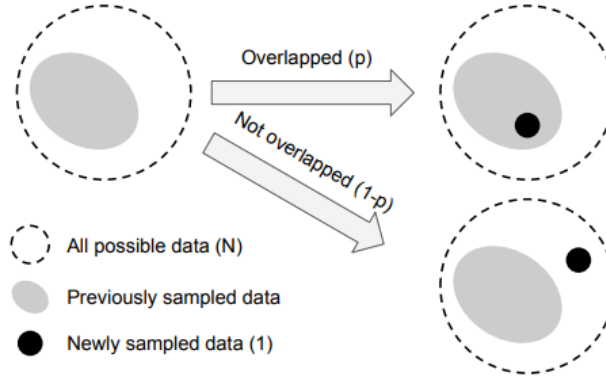 Overlapped (p)
Not overlapped (1-p)
All possible data (N)
Previously sampled data
Newly sampled data (1)